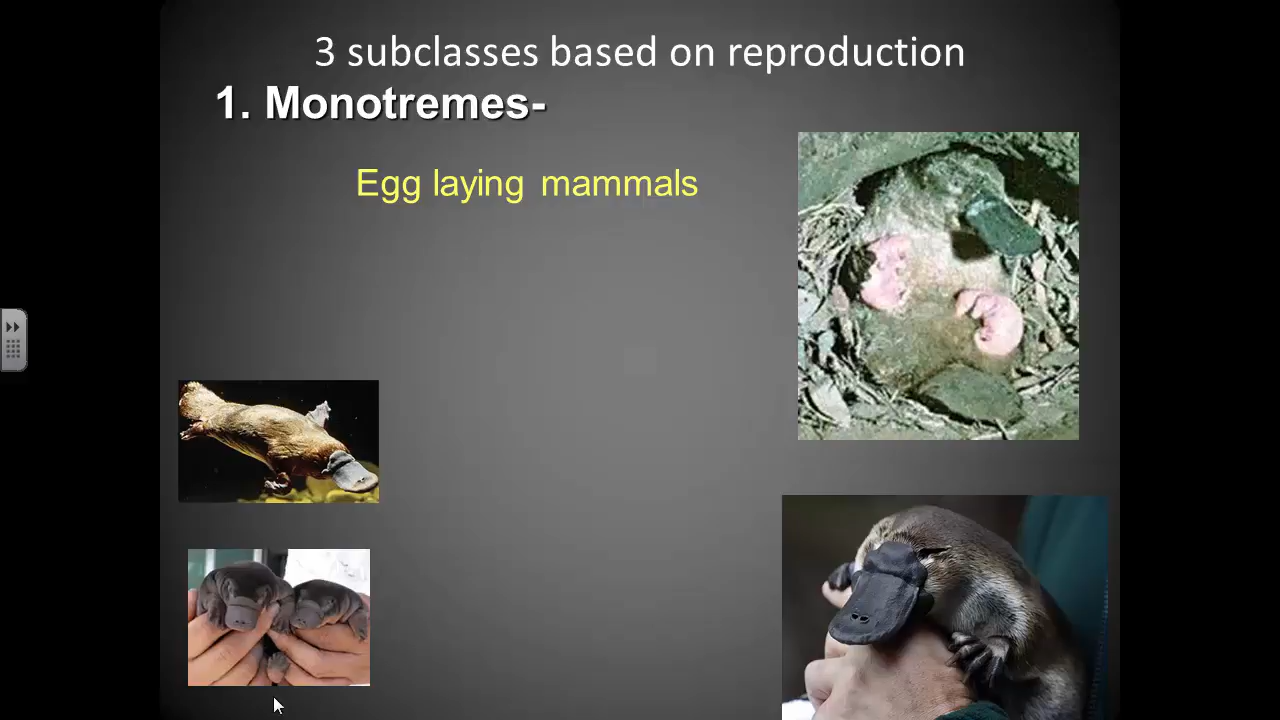 3 subclasses based on reproduction
1. Monotremes-
Egg laying mammals